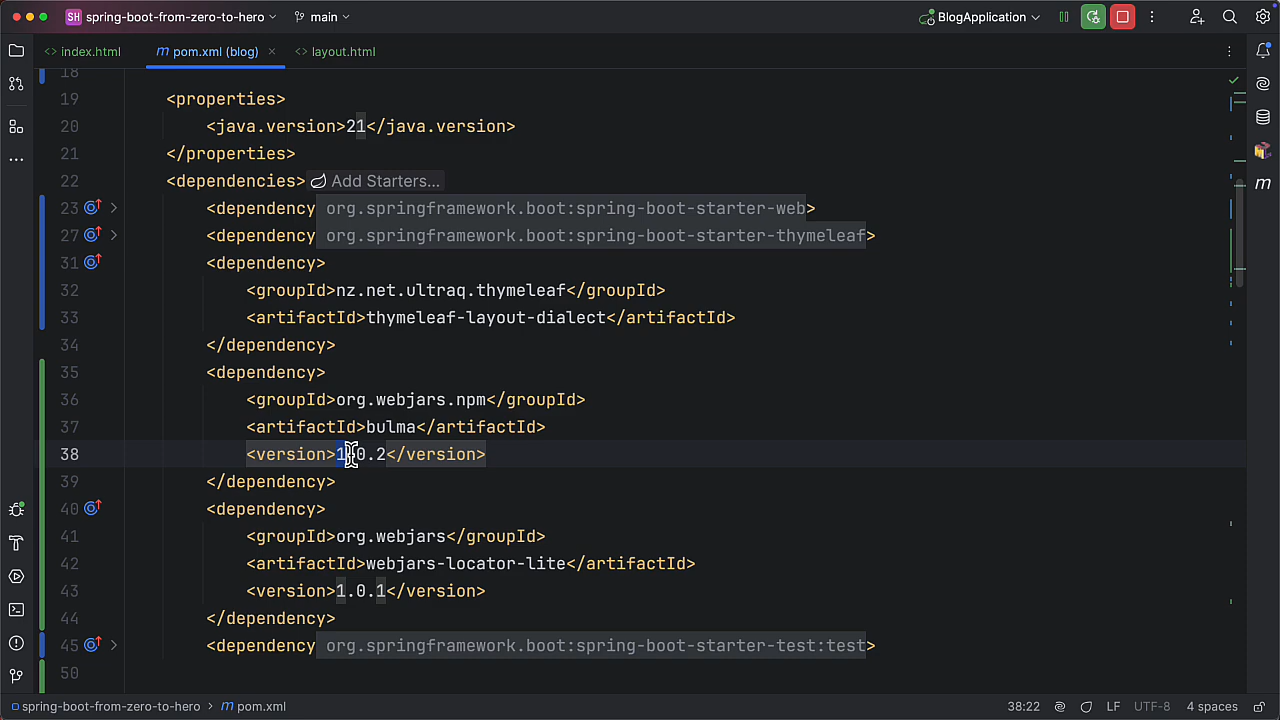 SH spring-boot-from-zero-to-hero main BlogApplication
<> index.html m pom.xml (blog) × <> layout.html
18
19 <properties>
20 <java.version>21</java.version>
21 </properties>
22 <dependencies> Add Starters...
23 <dependency org.springframework.boot:spring-boot-starter-web>
27 <dependency org.springframework.boot:spring-boot-starter-thymeleaf>
31 <dependency>
32 <groupId>nz.net.ultraq.thymeleaf</groupId>
33 <artifactId>thymeleaf-layout-dialect</artifactId>
34 </dependency>
35 <dependency>
36 <groupId>org.webjars.npm</groupId>
37 <artifactId>bulma</artifactId>
38 <version>1.0.2</version>
39 </dependency>
40 <dependency>
41 <groupId>org.webjars</groupId>
42 <artifactId>webjars-locator-lite</artifactId>
43 <version>1.0.1</version>
44 </dependency>
45 <dependency org.springframework.boot:spring-boot-starter-test:test>
50
spring-boot-from-zero-to-hero > m pom.xml 38:22 LF UTF-8 4 spaces